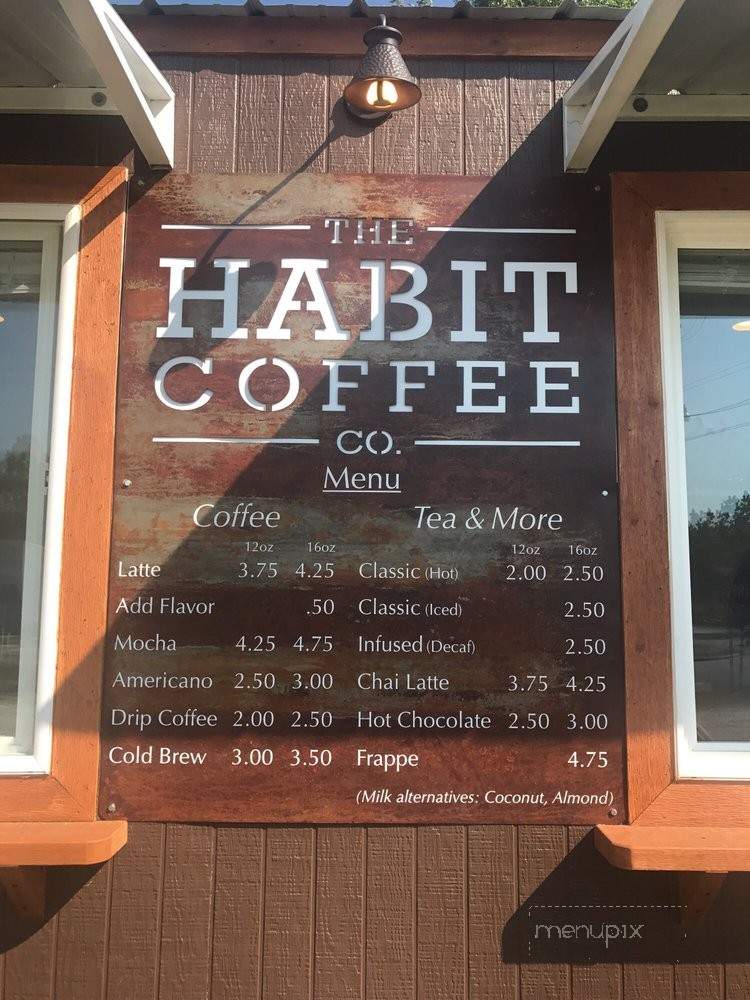 THE
HABIT
COFFEE
CO.
Menu
Coffee
12oz 16oz
Latte 3.75 4.25
Add Flavor .50
Mocha 4.25 4.75
Americano 2.50 3.00
Drip Coffee 2.00 2.50
Cold Brew 3.00 3.50
Tea & More
12oz 16oz
Classic (Hot) 2.00 2.50
Classic (Iced) 2.50
Infused (Decaf) 2.50
Chai Latte 3.75 4.25
Hot Chocolate 2.50 3.00
Frappe 4.75
(Milk alternatives: Coconut, Almond)
menupix